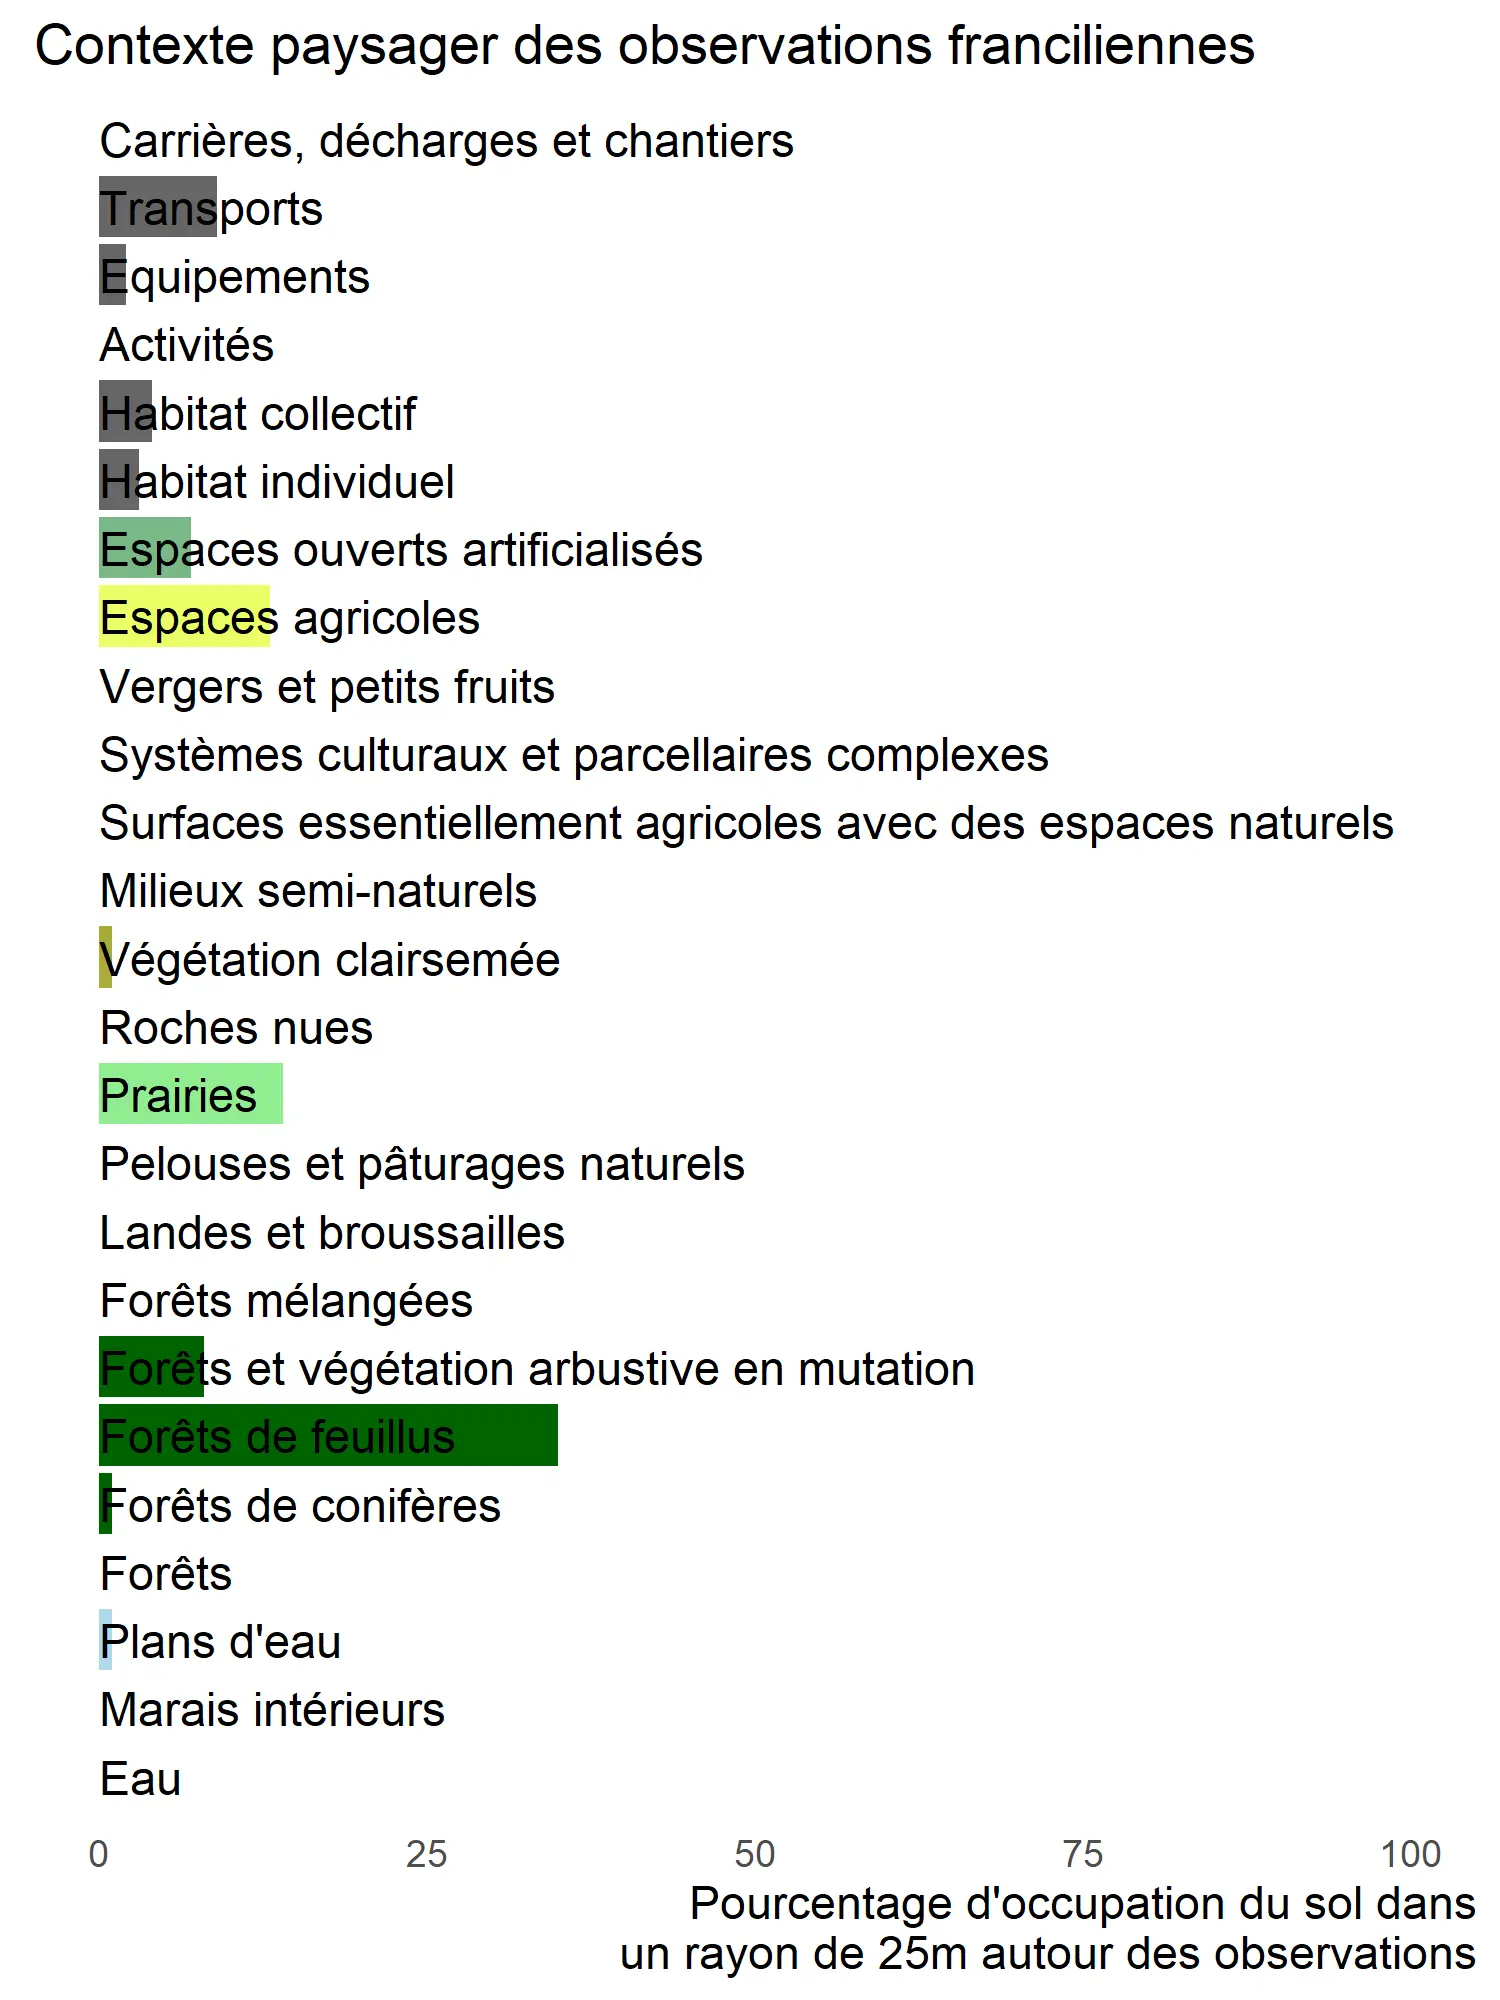 Contexte paysager des observations franciliennes
Carrières, décharges et chantiers
Transports
Equipements
Activités
Habitat collectif
Habitat individuel
Espaces ouverts artificialisés
Espaces agricoles
Vergers et petits fruits
Systèmes culturaux et parcellaires complexes
Surfaces essentiellement agricoles avec des espaces naturels
Milieux semi-naturels
Végétation clairsemée
Roches nues
Prairies
Pelouses et pâturages naturels
Landes et broussailles
Forêts mélangées
Forêts et végétation arbustive en mutation
Forêts de feuillus
Forêts de conifères
Forêts
Plans d'eau
Marais intérieurs
Eau
0 25 50 75 100
Pourcentage d'occupation du sol dans
un rayon de 25m autour des observations